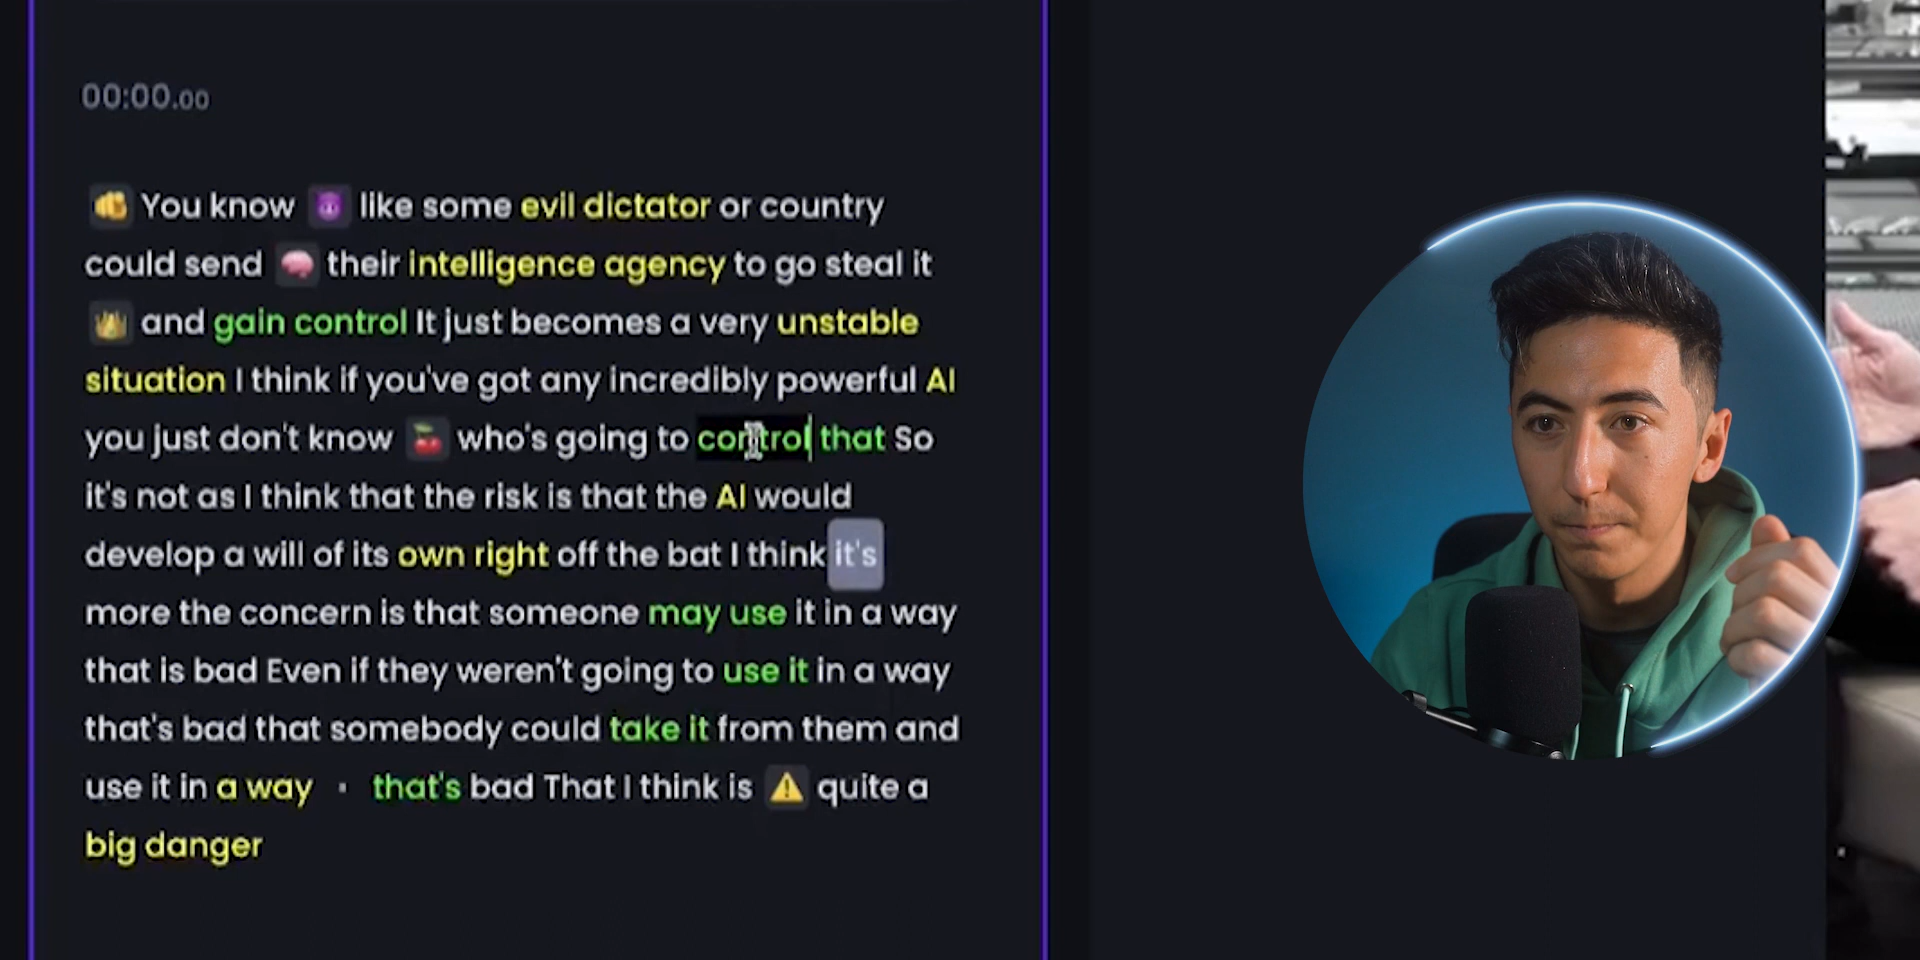 00:00.00
👊 You know 😈 like some evil dictator or country
could send 🧠 their intelligence agency to go steal it
👑 and gain control It just becomes a very unstable
situation I think if you've got any incredibly powerful AI
you just don't know 🍒 who's going to control that So
it's not as I think that the risk is that the AI would
develop a will of its own right off the bat I think it's
more the concern is that someone may use it in a way
that is bad Even if they weren't going to use it in a way
that's bad that somebody could take it from them and
use it in a way · that's bad That I think is ⚠️ quite a
big danger